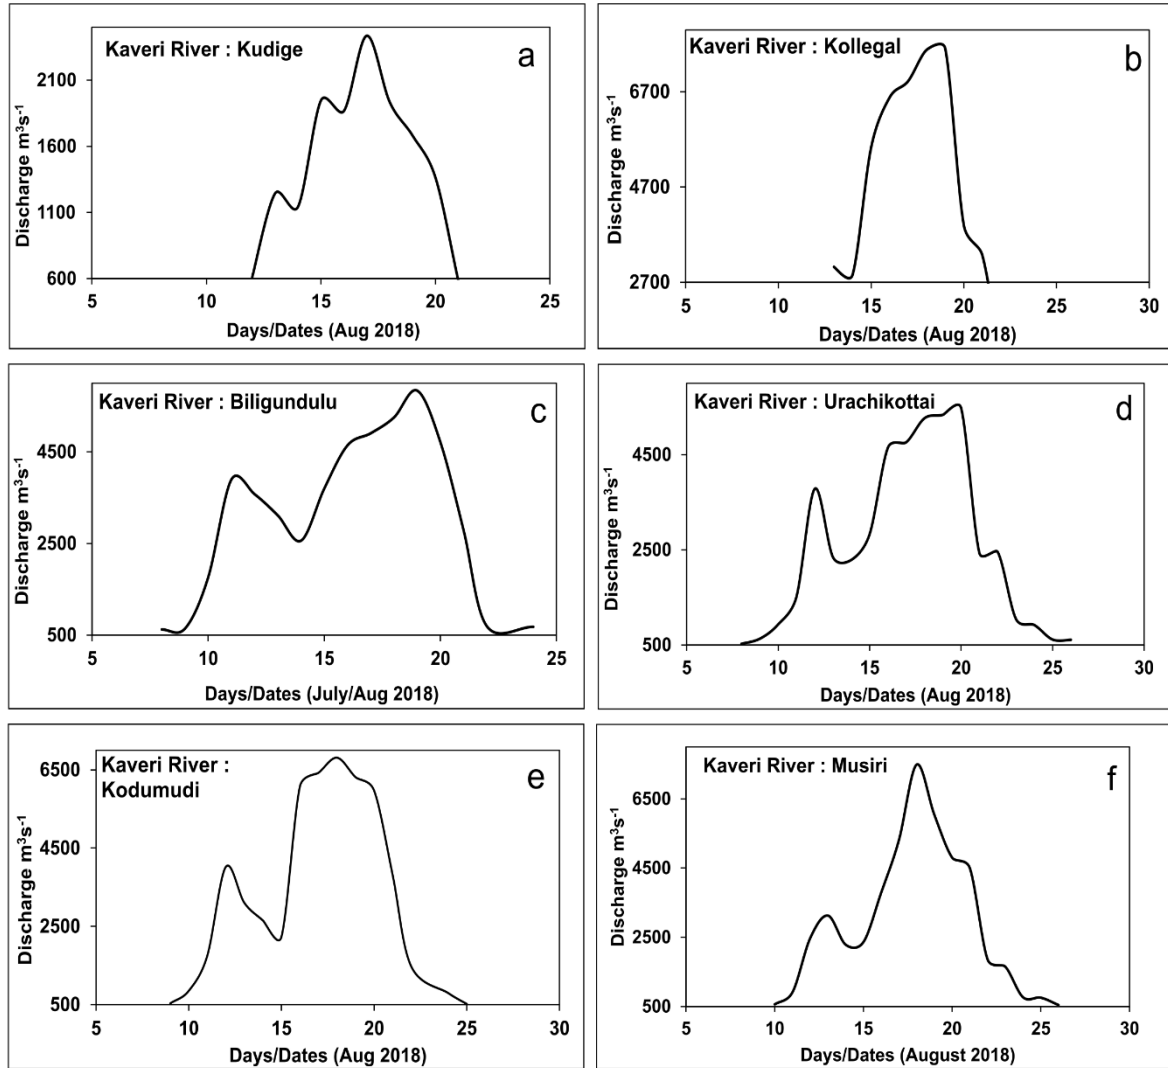 Kaveri River : Kudige
a
Discharge m³s⁻¹
2100
1600
1100
600
5 10 15 20 25
Days/Dates (Aug 2018)
Kaveri River : Kollegal
b
Discharge m³s⁻¹
6700
4700
2700
5 10 15 20 25 30
Days/Dates (Aug 2018)
Kaveri River : Biligundulu
c
Discharge m³s⁻¹
4500
2500
500
5 10 15 20 25
Days/Dates (July/Aug 2018)
Kaveri River : Urachikottai
d
Discharge m³s⁻¹
4500
2500
500
5 10 15 20 25 30
Days/Dates (Aug 2018)
Kaveri River :
Kodumudi
e
Discharge m³s⁻¹
6500
4500
2500
500
5 10 15 20 25 30
Days/Dates (Aug 2018)
Kaveri River : Musiri
f
Discharge m³s⁻¹
6500
4500
2500
500
5 10 15 20 25 30
Days/Dates (August 2018)